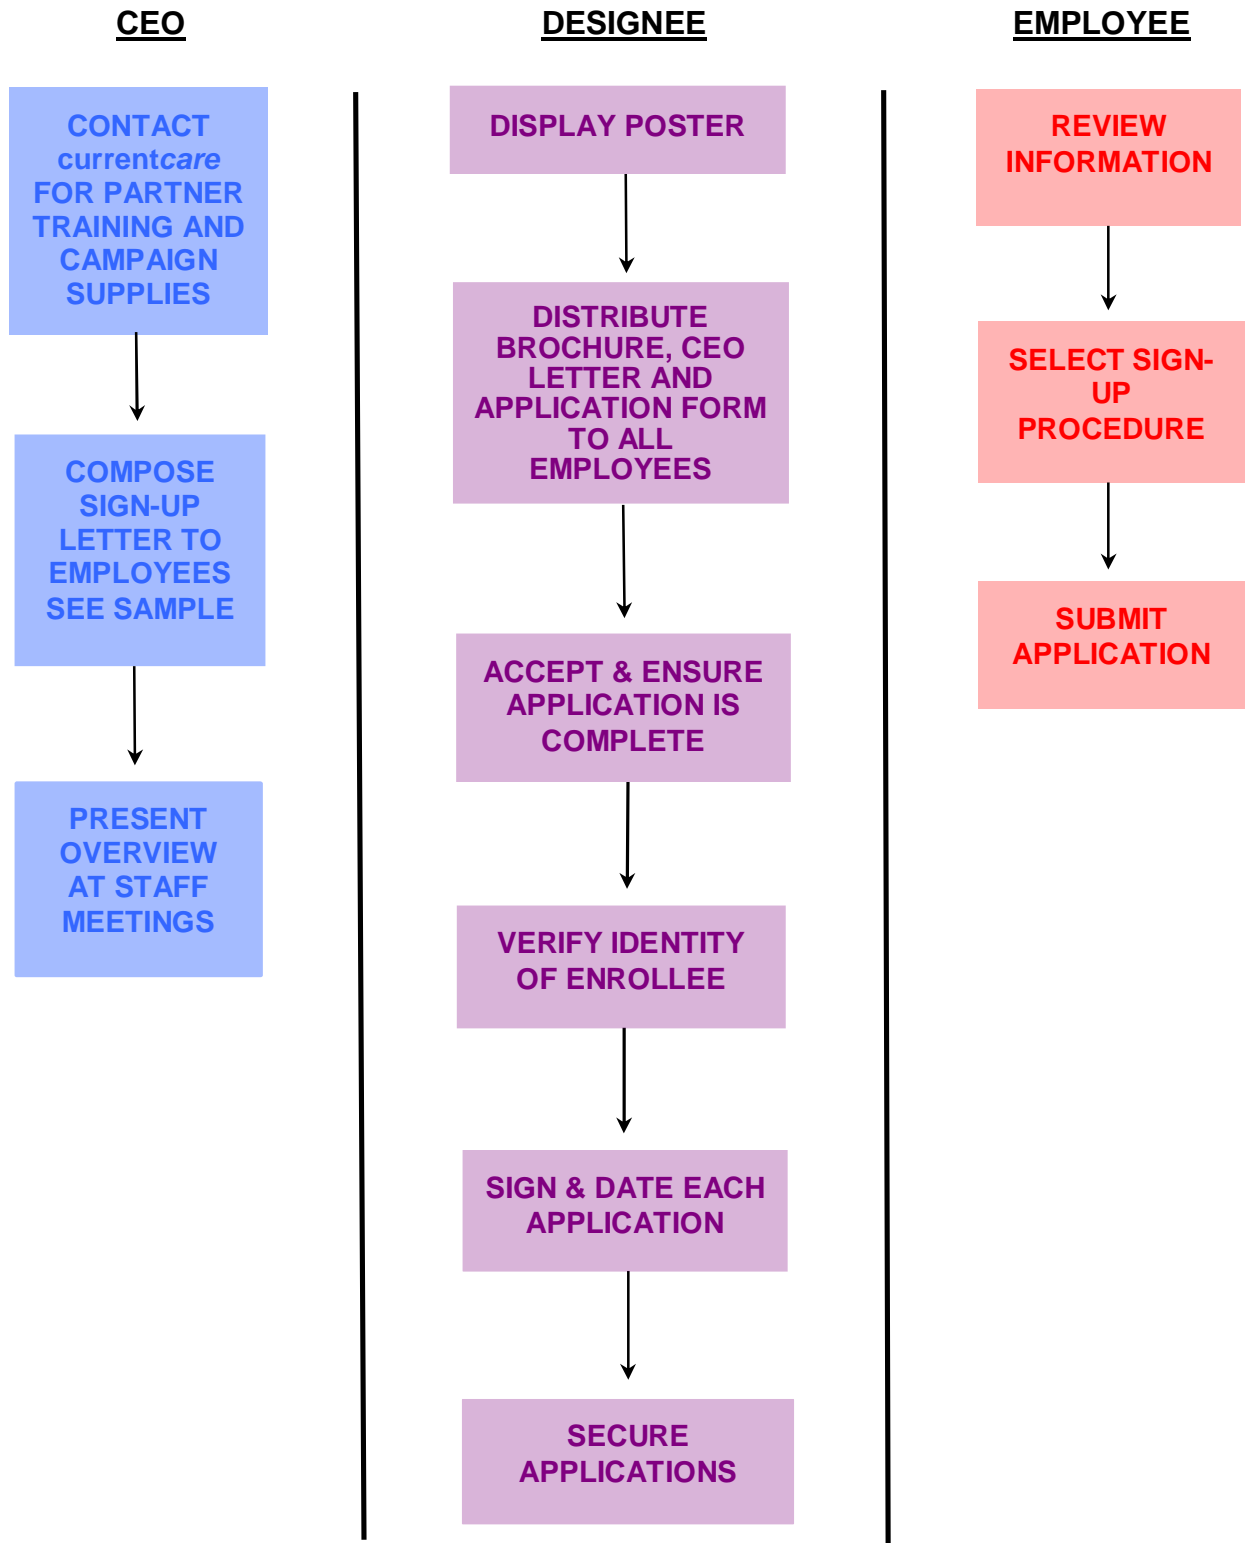 CEO
CONTACT
currentcare
FOR PARTNER
TRAINING AND
CAMPAIGN
SUPPLIES
COMPOSE
SIGN-UP
LETTER TO
EMPLOYEES
SEE SAMPLE
PRESENT
OVERVIEW
AT STAFF
MEETINGS
DESIGNEE
DISPLAY POSTER
DISTRIBUTE
BROCHURE, CEO
LETTER AND
APPLICATION FORM
TO ALL
EMPLOYEES
ACCEPT & ENSURE
APPLICATION IS
COMPLETE
VERIFY IDENTITY
OF ENROLLEE
SIGN & DATE EACH
APPLICATION
SECURE
APPLICATIONS
EMPLOYEE
REVIEW
INFORMATION
SELECT SIGN-
UP
PROCEDURE
SUBMIT
APPLICATION